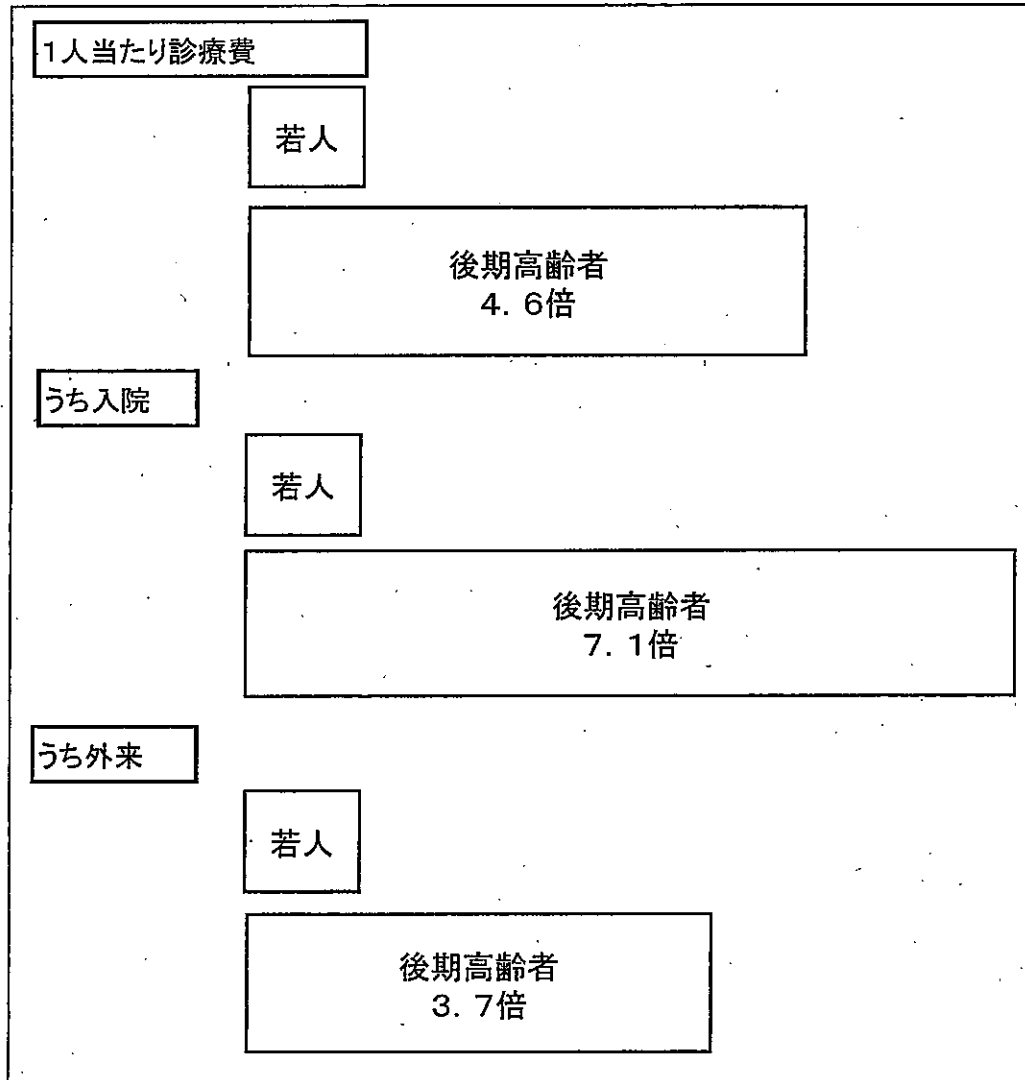 1人当たり診療費
若人
後期高齢者
4．6倍
うち入院
若人
後期高齢者
7．1倍
うち外来
若人
後期高齢者
3．7倍